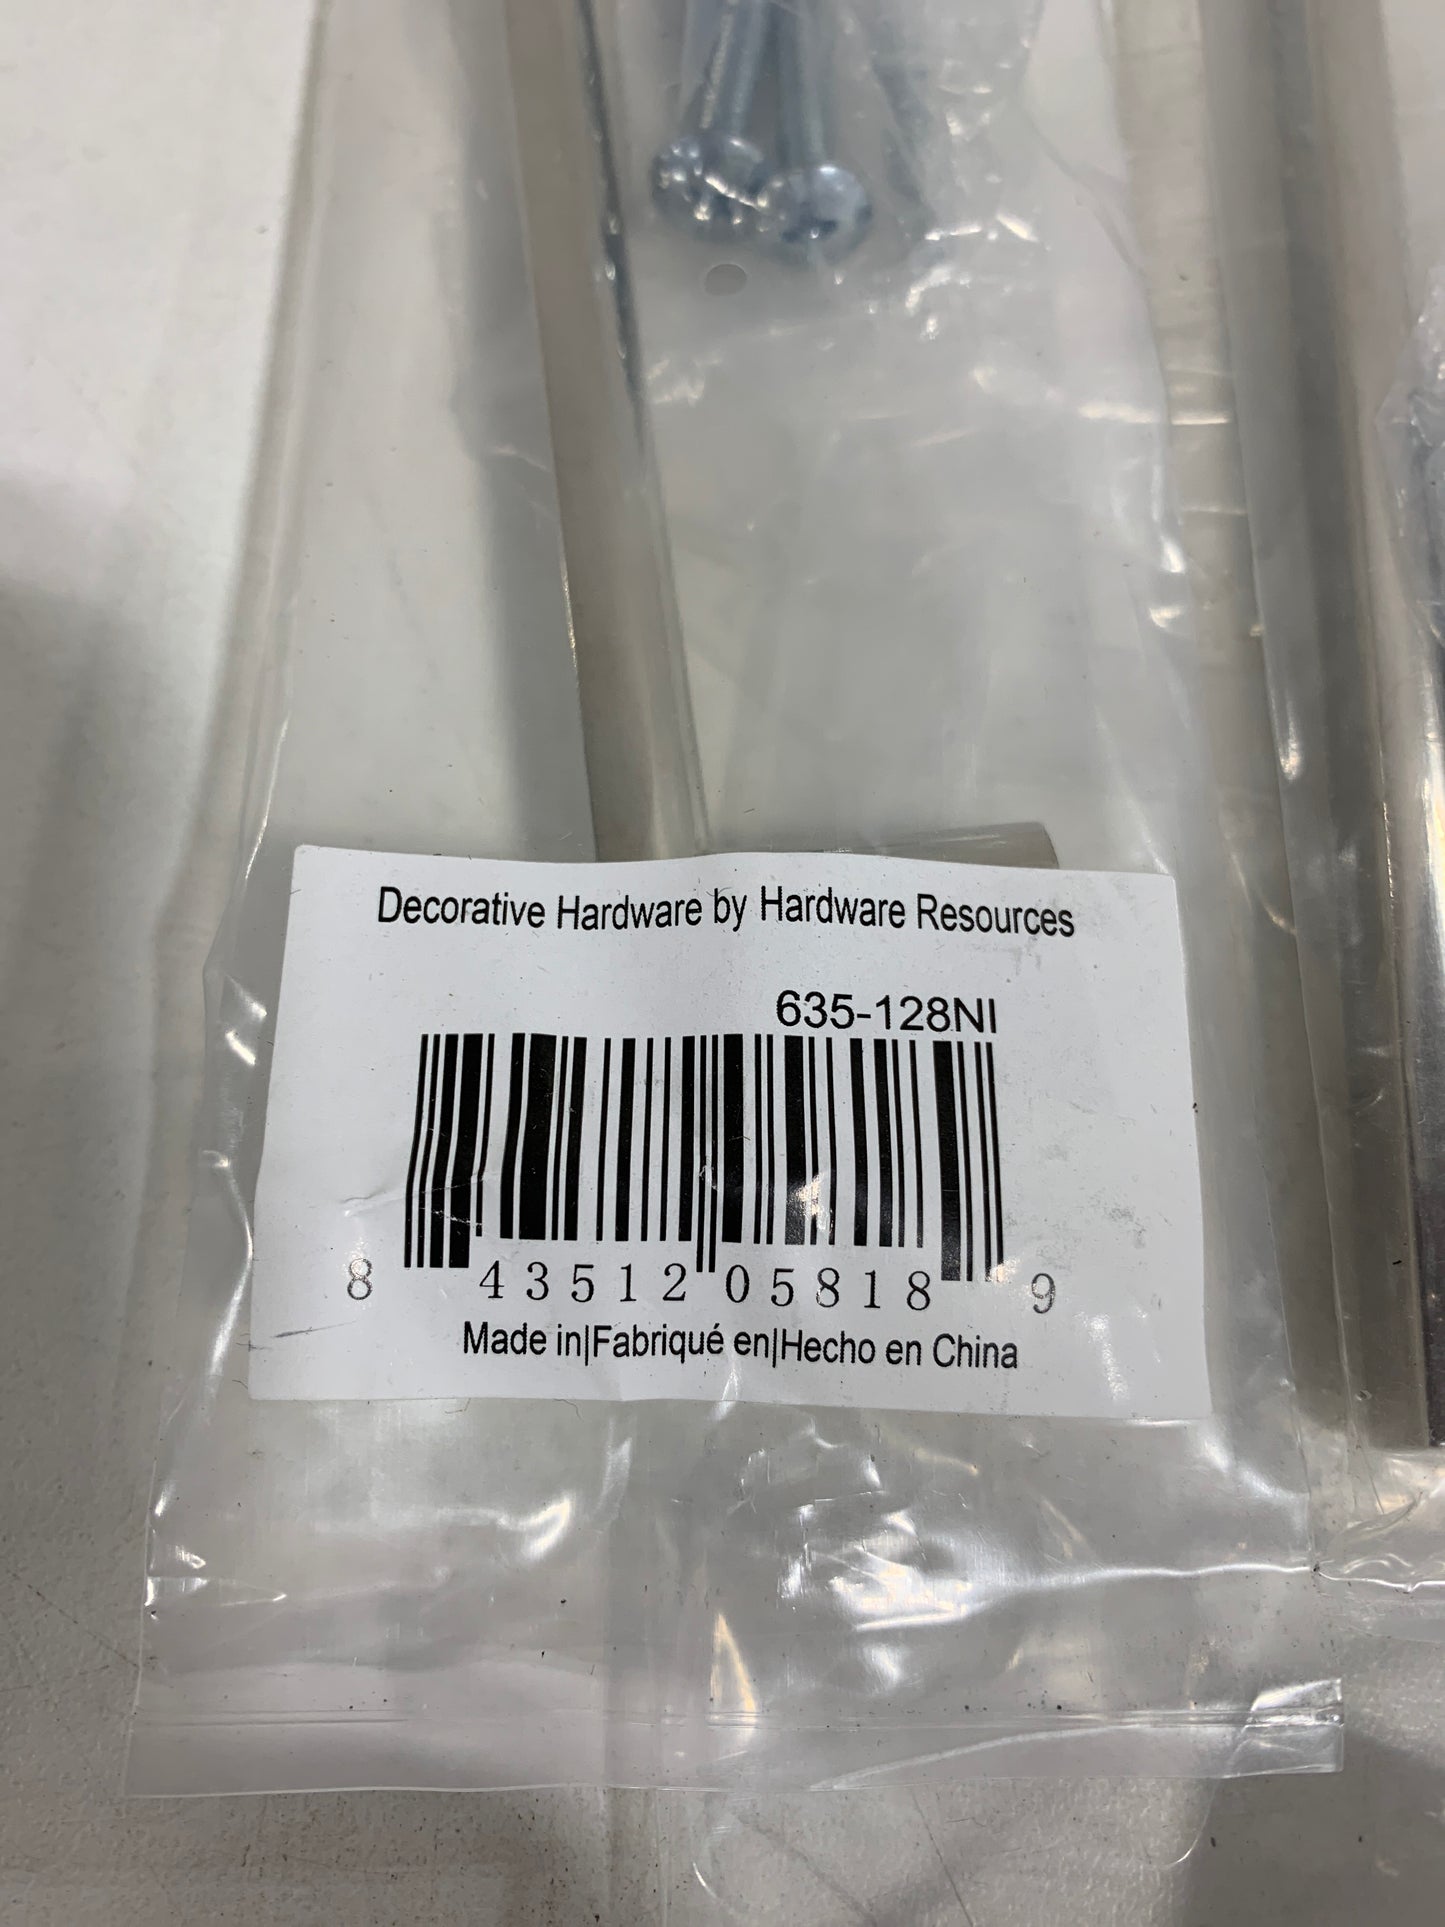 Decorative Hardware by Hardware Resources
635-128NI
8 43512 05818 9
Made in|Fabriqué en|Hecho en China